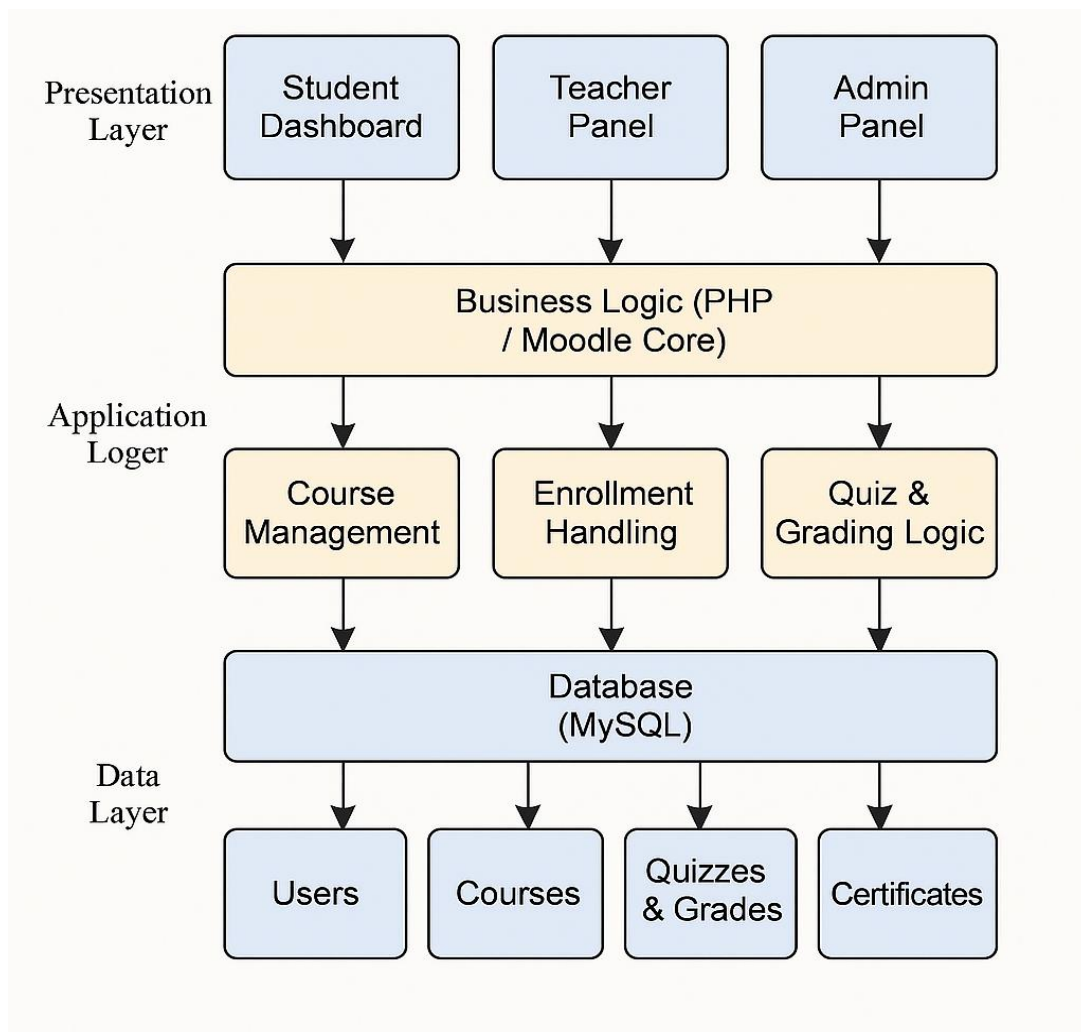 Presentation
Layer
Student
Dashboard
Teacher
Panel
Admin
Panel
Business Logic (PHP
/ Moodle Core)
Application
Loger
Course
Management
Enrollment
Handling
Quiz &
Grading Logic
Database
(MySQL)
Data
Layer
Users
Courses
Quizzes
& Grades
Certificates